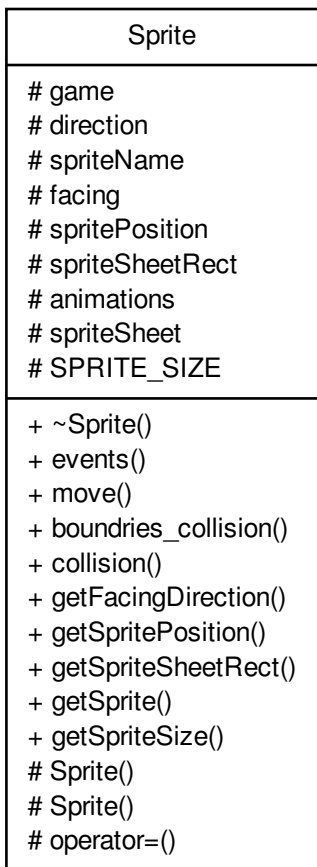 Sprite
# game
# direction
# spriteName
# facing
# spritePosition
# spriteSheetRect
# animations
# spriteSheet
# SPRITE_SIZE
+ ~Sprite()
+ events()
+ move()
+ boundries_collision()
+ collision()
+ getFacingDirection()
+ getSpritePosition()
+ getSpriteSheetRect()
+ getSprite()
+ getSpriteSize()
# Sprite()
# Sprite()
# operator=()